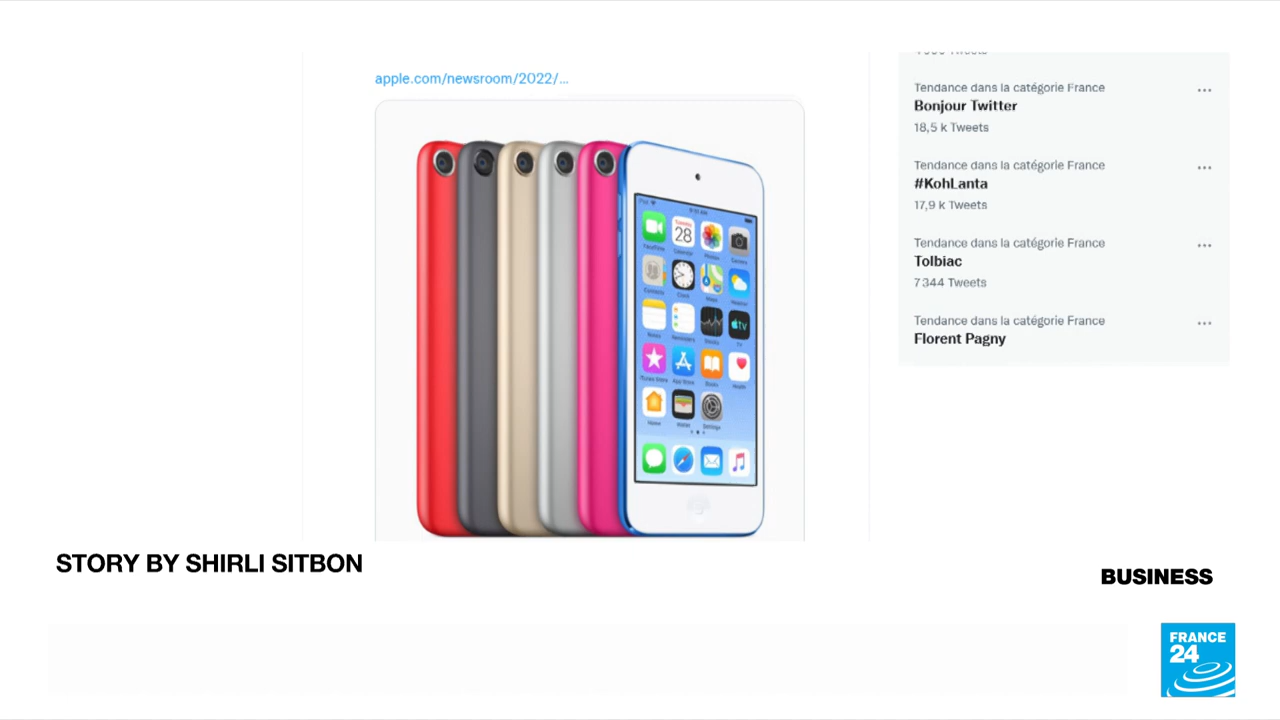 apple.com/newsroom/2022/...
Tendance dans la catégorie France
Bonjour Twitter
18,5 k Tweets
Tendance dans la catégorie France
#KohLanta
17,9 k Tweets
Tendance dans la catégorie France
Tolbiac
7 344 Tweets
Tendance dans la catégorie France
Florent Pagny
28
STORY BY SHIRLI SITBON
BUSINESS
FRANCE
24